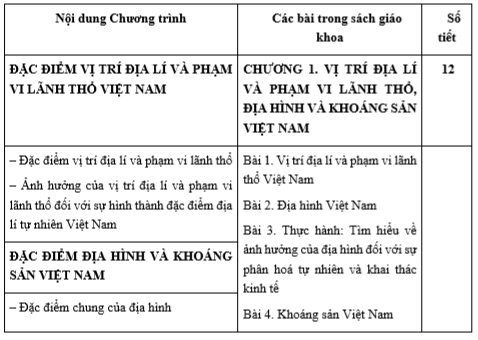 Nội dung Chương trình
Các bài trong sách giáo
khoa
Số
tiết
ĐẶC ĐIỂM VỊ TRÍ ĐỊA LÍ VÀ PHẠM
VI LÃNH THỔ VIỆT NAM
CHƯƠNG 1. VỊ TRÍ ĐỊA LÍ
VÀ PHẠM VI LÃNH THỔ,
ĐỊA HÌNH VÀ KHOÁNG SẢN
VIỆT NAM
12
– Đặc điểm vị trí địa lí và phạm vi lãnh thổ
– Ảnh hưởng của vị trí địa lí và phạm vi
lãnh thổ đối với sự hình thành đặc điểm địa
lí tự nhiên Việt Nam
ĐẶC ĐIỂM ĐỊA HÌNH VÀ KHOÁNG
SẢN VIỆT NAM
– Đặc điểm chung của địa hình
Bài 1. Vị trí địa lí và phạm vi lãnh
thổ Việt Nam
Bài 2. Địa hình Việt Nam
Bài 3. Thực hành: Tìm hiểu về
ảnh hưởng của địa hình đối với sự
phân hoá tự nhiên và khai thác
kinh tế
Bài 4. Khoáng sản Việt Nam